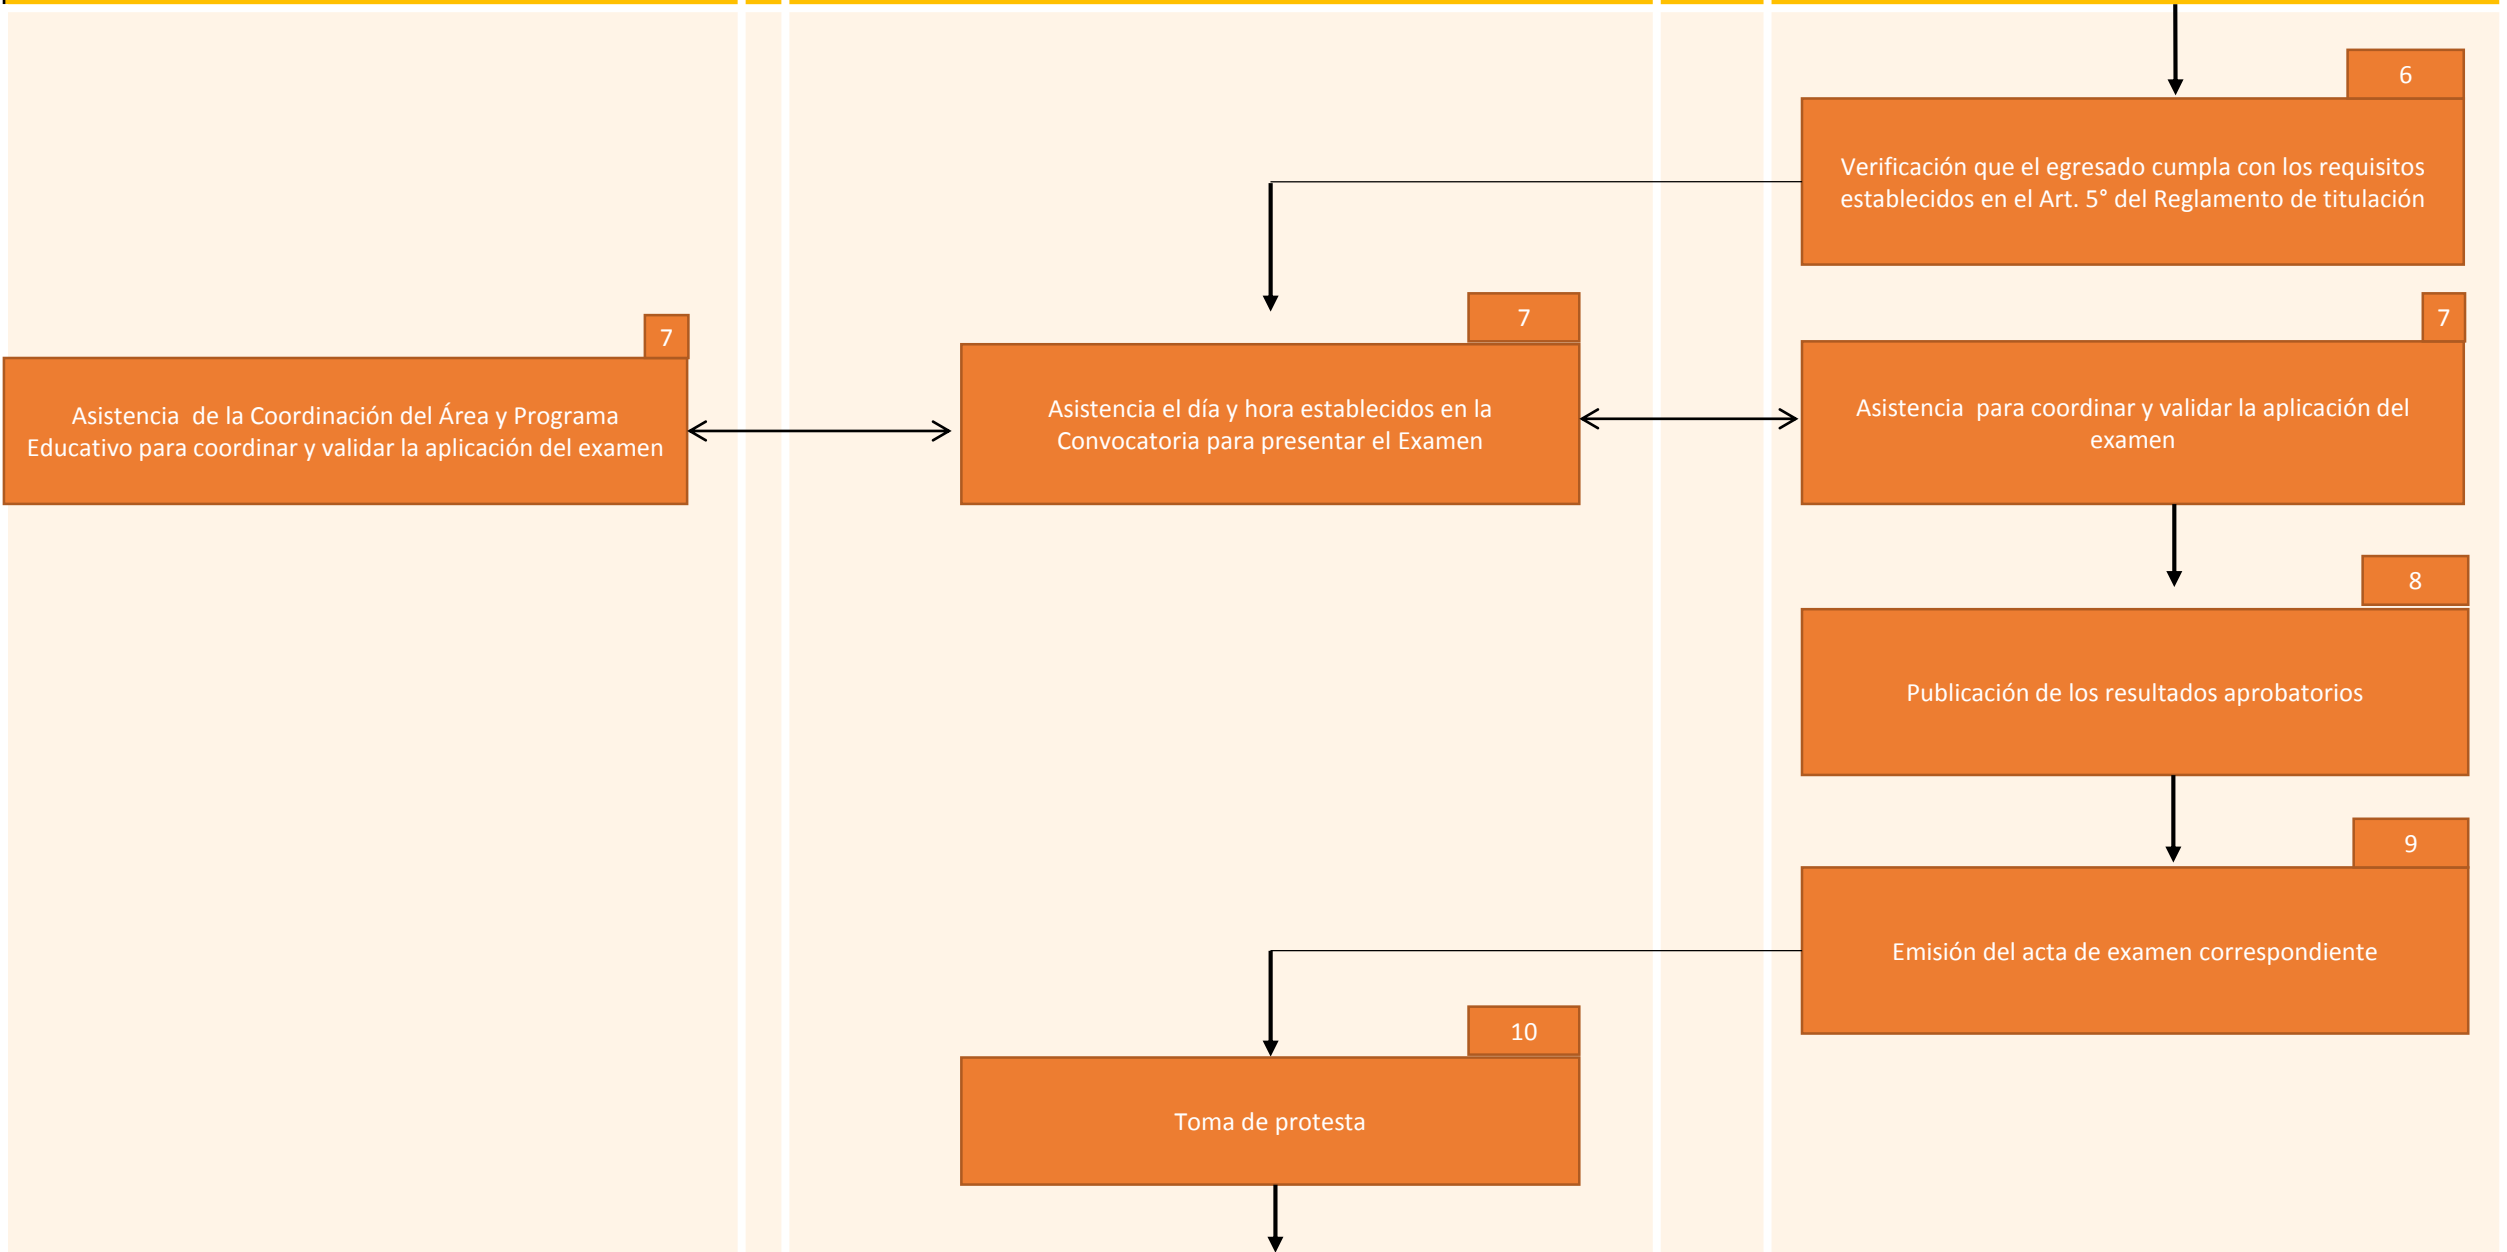 6
Verificación que el egresado cumpla con los requisitos
establecidos en el Art. 5° del Reglamento de titulación
7
Asistencia de la Coordinación del Área y Programa
Educativo para coordinar y validar la aplicación del examen
7
Asistencia el día y hora establecidos en la
Convocatoria para presentar el Examen
7
Asistencia para coordinar y validar la aplicación del
examen
8
Publicación de los resultados aprobatorios
9
Emisión del acta de examen correspondiente
10
Toma de protesta